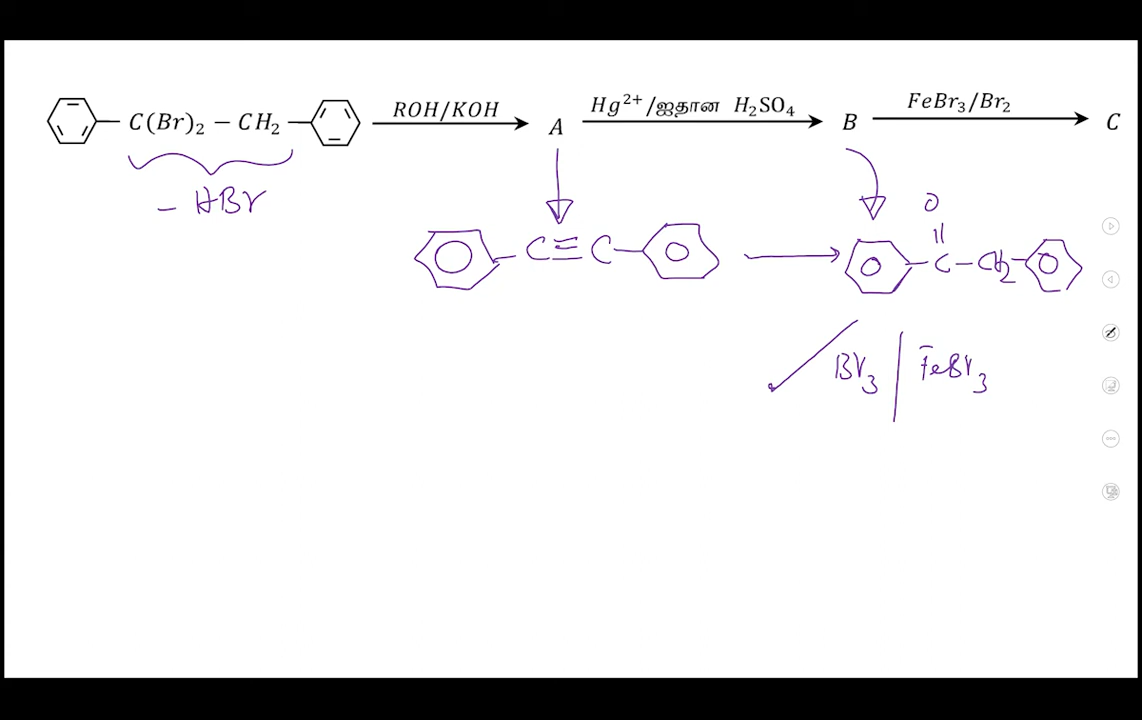 C(Br)₂ − CH₂ ROH/KOH A Hg²⁺/ஐதான H₂SO₄ B FeBr₃/Br₂ C
− HBr
C≡C
O
||
C−CH₂
Br₃ | FeBr₃